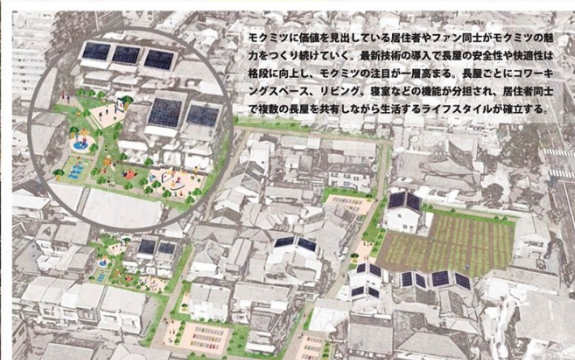 モクミツに価値を見出している居住者やファン同士がモクミツの魅
力をつくり続けていく。最新技術の導入で長屋の安全性や快適性は
格段に向上し、モクミツの注目が一層高まる。長屋ごとにコワーキ
ングスペース、リビング、寝室などの機能が分担され、居住者同士
で複数の長屋を共有しながら生活するライフスタイルが確立する。